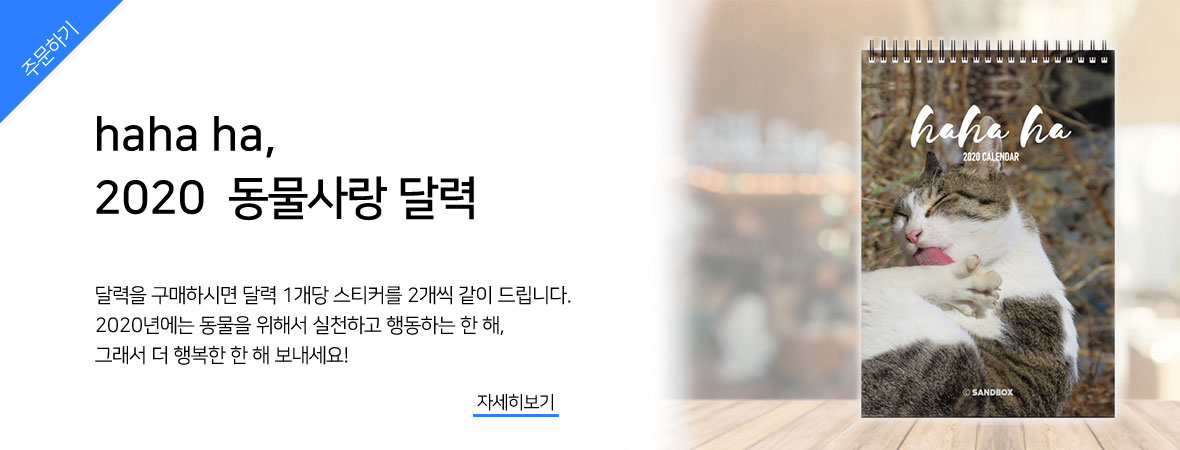 주문하기
haha ha,
2020 동물사랑 달력
달력을 구매하시면 달력 1개당 스티커를 2개씩 같이 드립니다.
2020년에는 동물을 위해서 실천하고 행동하는 한 해,
그래서 더 행복한 한 해 보내세요!
자세히보기
haha ha
2020 CALENDAR
© SANDBOX